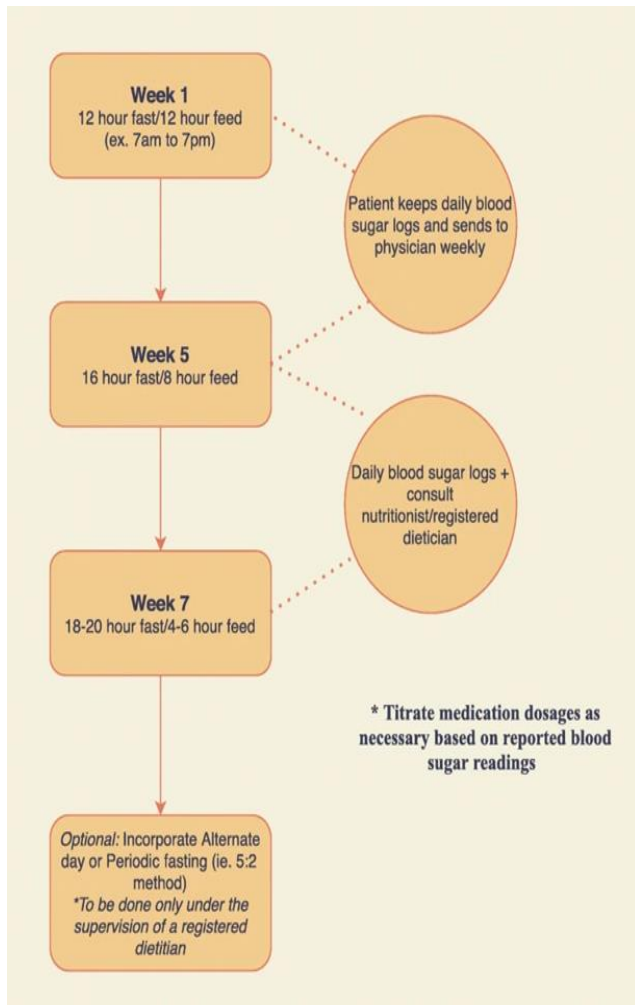 Week 1
12 hour fast/12 hour feed
(ex. 7am to 7pm)
Patient keeps daily blood
sugar logs and sends to
physician weekly
Week 5
16 hour fast/8 hour feed
Daily blood sugar logs +
consult
nutritionist/registered
dietician
Week 7
18-20 hour fast/4-6 hour feed
* Titrate medication dosages as
necessary based on reported blood
sugar readings
Optional: Incorporate Alternate
day or Periodic fasting (ie. 5:2
method)
*To be done only under the
supervision of a registered
dietitian